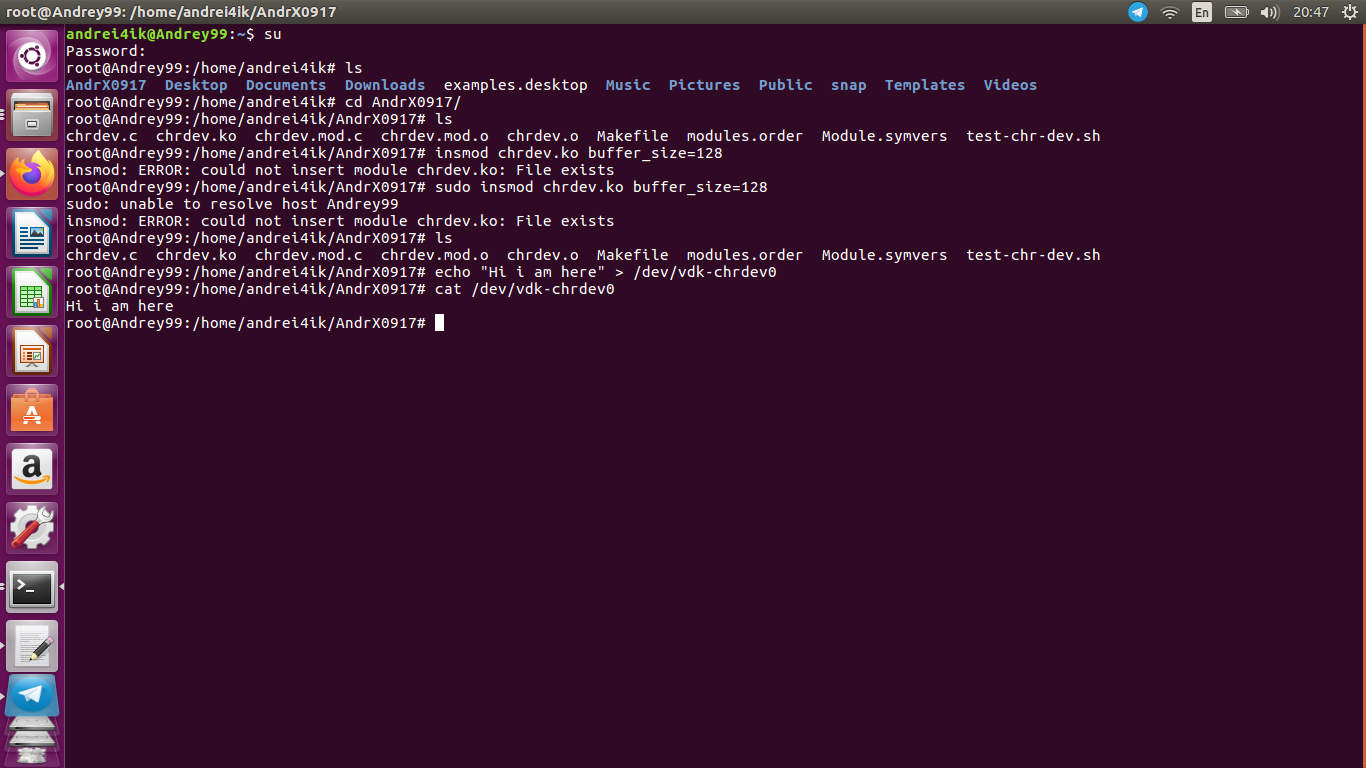 root@Andrey99: /home/andrei4ik/AndrX0917
En
20:47
andrei4ik@Andrey99:~$ su
Password:
root@Andrey99:/home/andrei4ik# ls
AndrX0917  Desktop  Documents  Downloads  examples.desktop  Music  Pictures  Public  snap  Templates  Videos
root@Andrey99:/home/andrei4ik# cd AndrX0917/
root@Andrey99:/home/andrei4ik/AndrX0917# ls
chrdev.c  chrdev.ko  chrdev.mod.c  chrdev.mod.o  chrdev.o  Makefile  modules.order  Module.symvers  test-chr-dev.sh
root@Andrey99:/home/andrei4ik/AndrX0917# insmod chrdev.ko buffer_size=128
insmod: ERROR: could not insert module chrdev.ko: File exists
root@Andrey99:/home/andrei4ik/AndrX0917# sudo insmod chrdev.ko buffer_size=128
sudo: unable to resolve host Andrey99
insmod: ERROR: could not insert module chrdev.ko: File exists
root@Andrey99:/home/andrei4ik/AndrX0917# ls
chrdev.c  chrdev.ko  chrdev.mod.c  chrdev.mod.o  chrdev.o  Makefile  modules.order  Module.symvers  test-chr-dev.sh
root@Andrey99:/home/andrei4ik/AndrX0917# echo "Hi i am here" > /dev/vdk-chrdev0
root@Andrey99:/home/andrei4ik/AndrX0917# cat /dev/vdk-chrdev0
Hi i am here
root@Andrey99:/home/andrei4ik/AndrX0917#